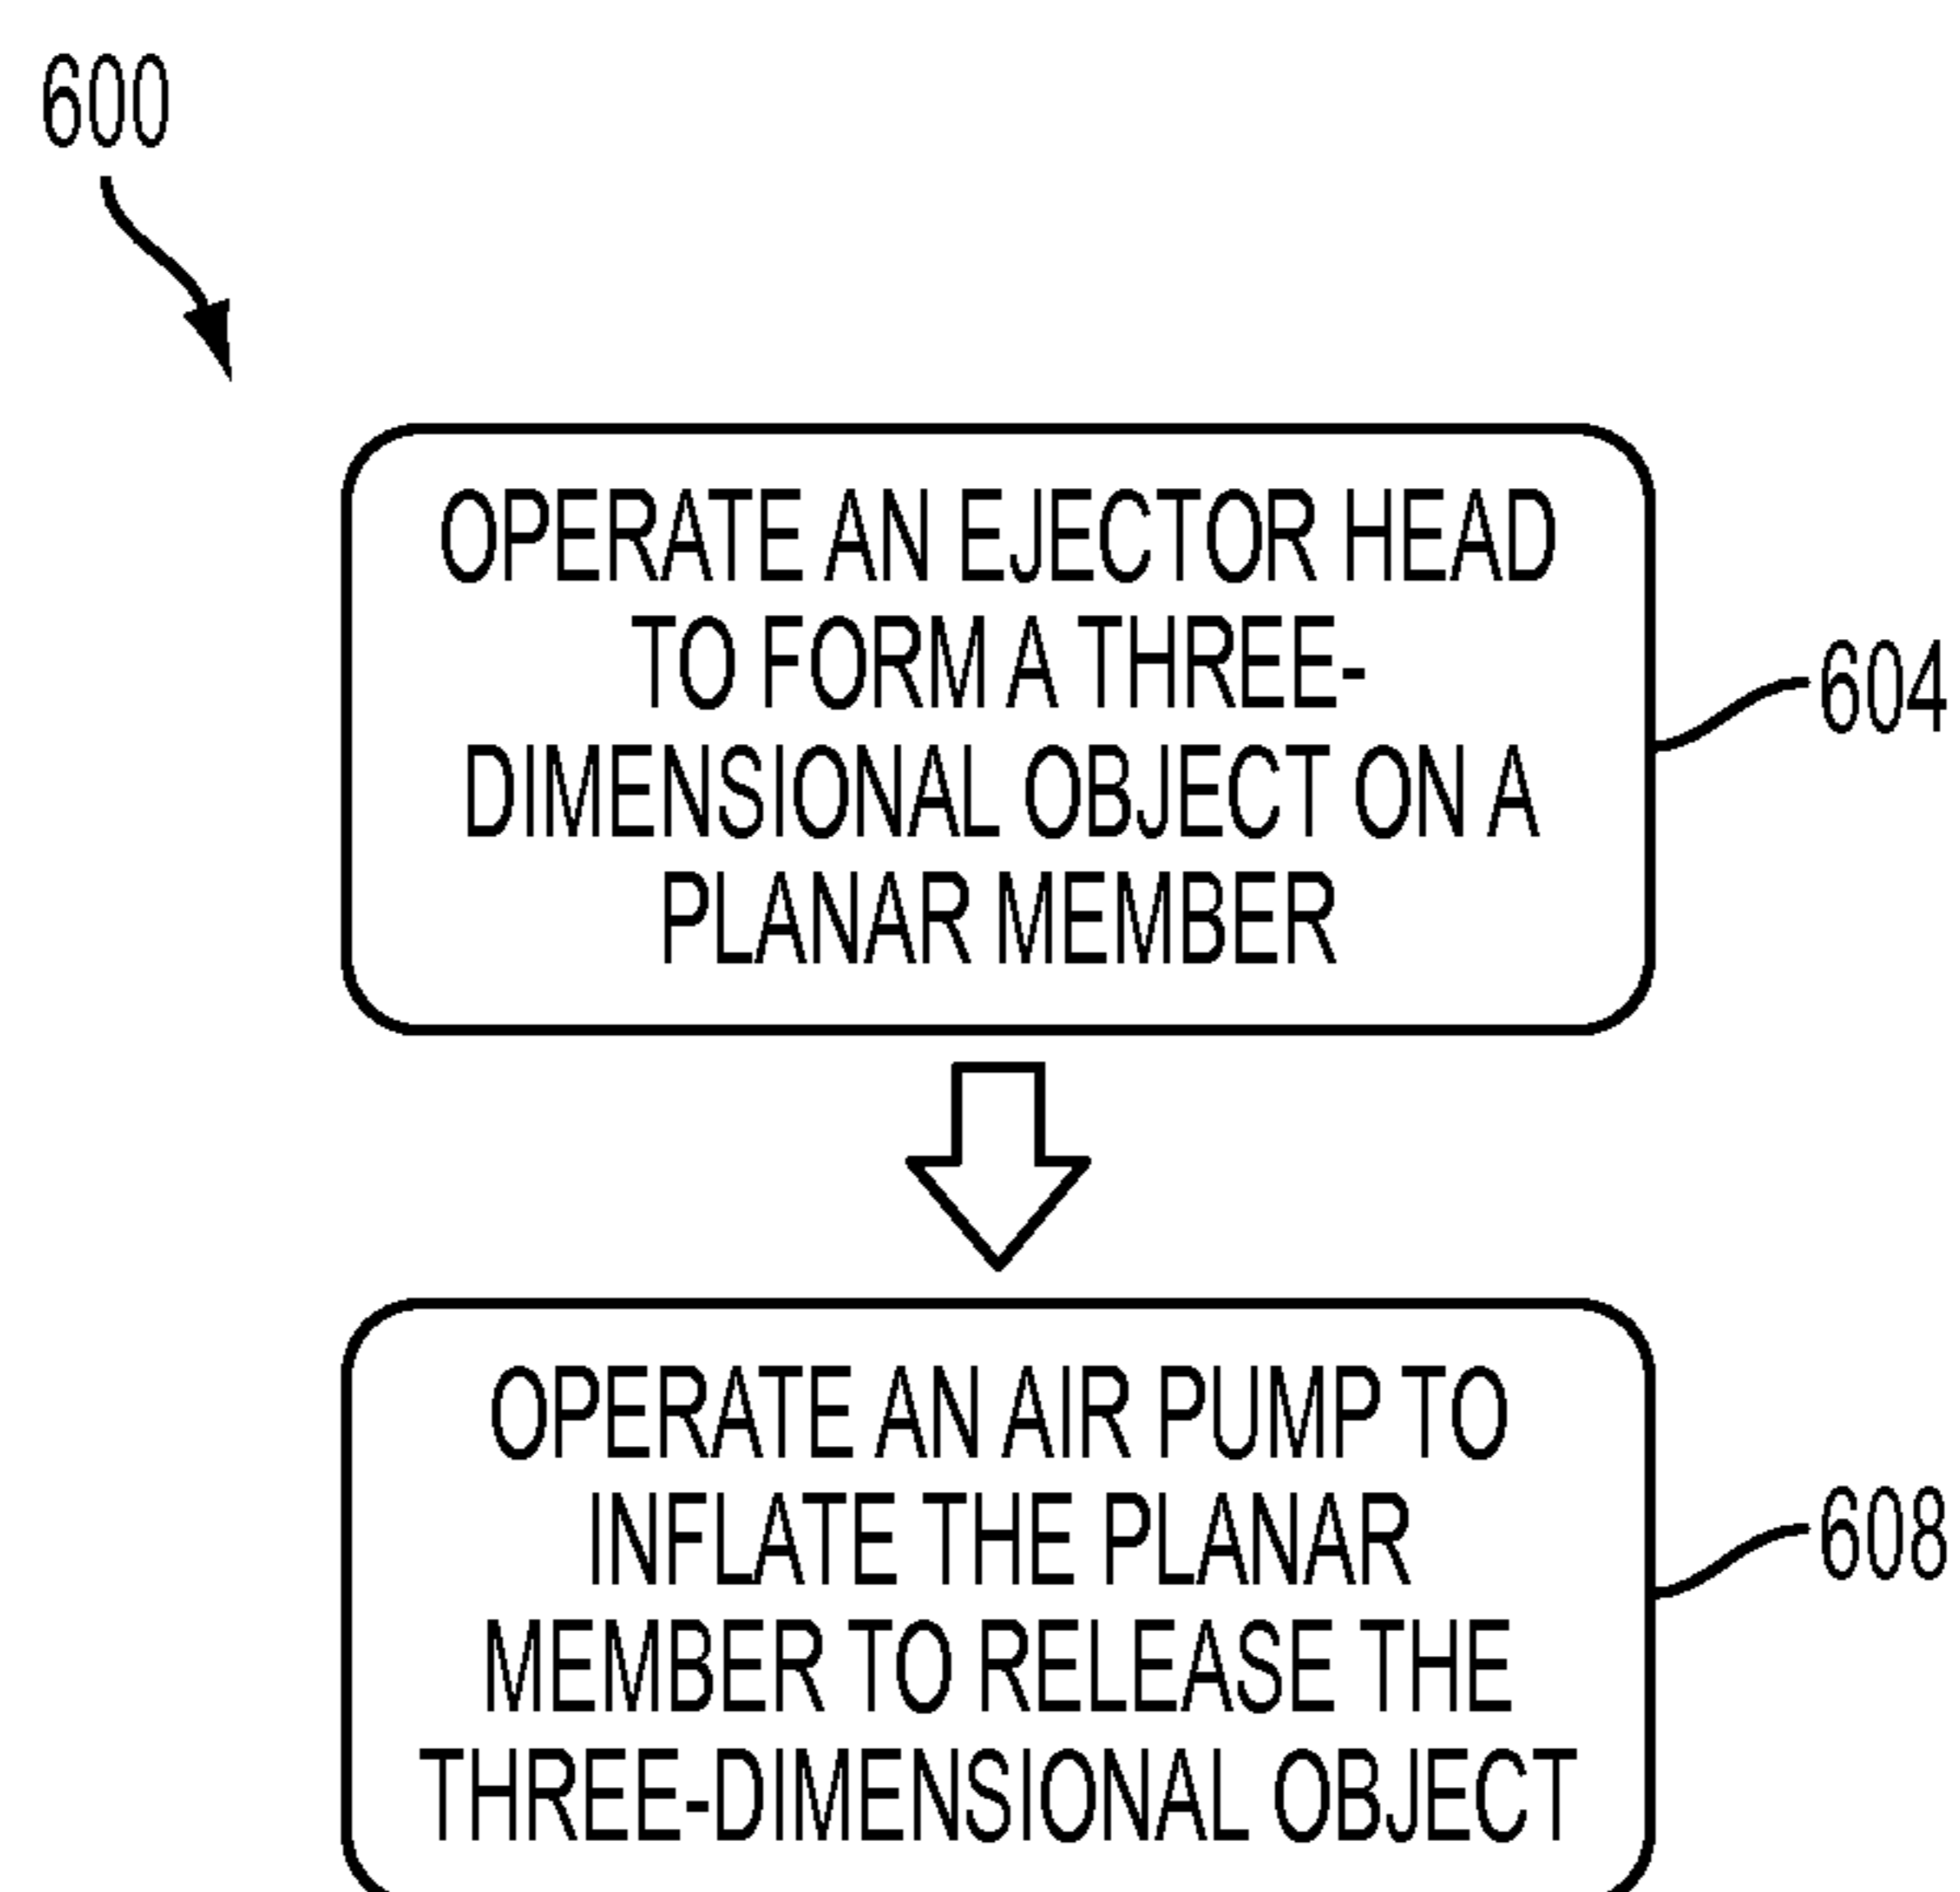 600
OPERATE AN EJECTOR HEAD
TO FORM A THREE-
DIMENSIONAL OBJECT ON A
PLANAR MEMBER
604
OPERATE AN AIR PUMP TO
INFLATE THE PLANAR
MEMBER TO RELEASE THE
THREE-DIMENSIONAL OBJECT
608